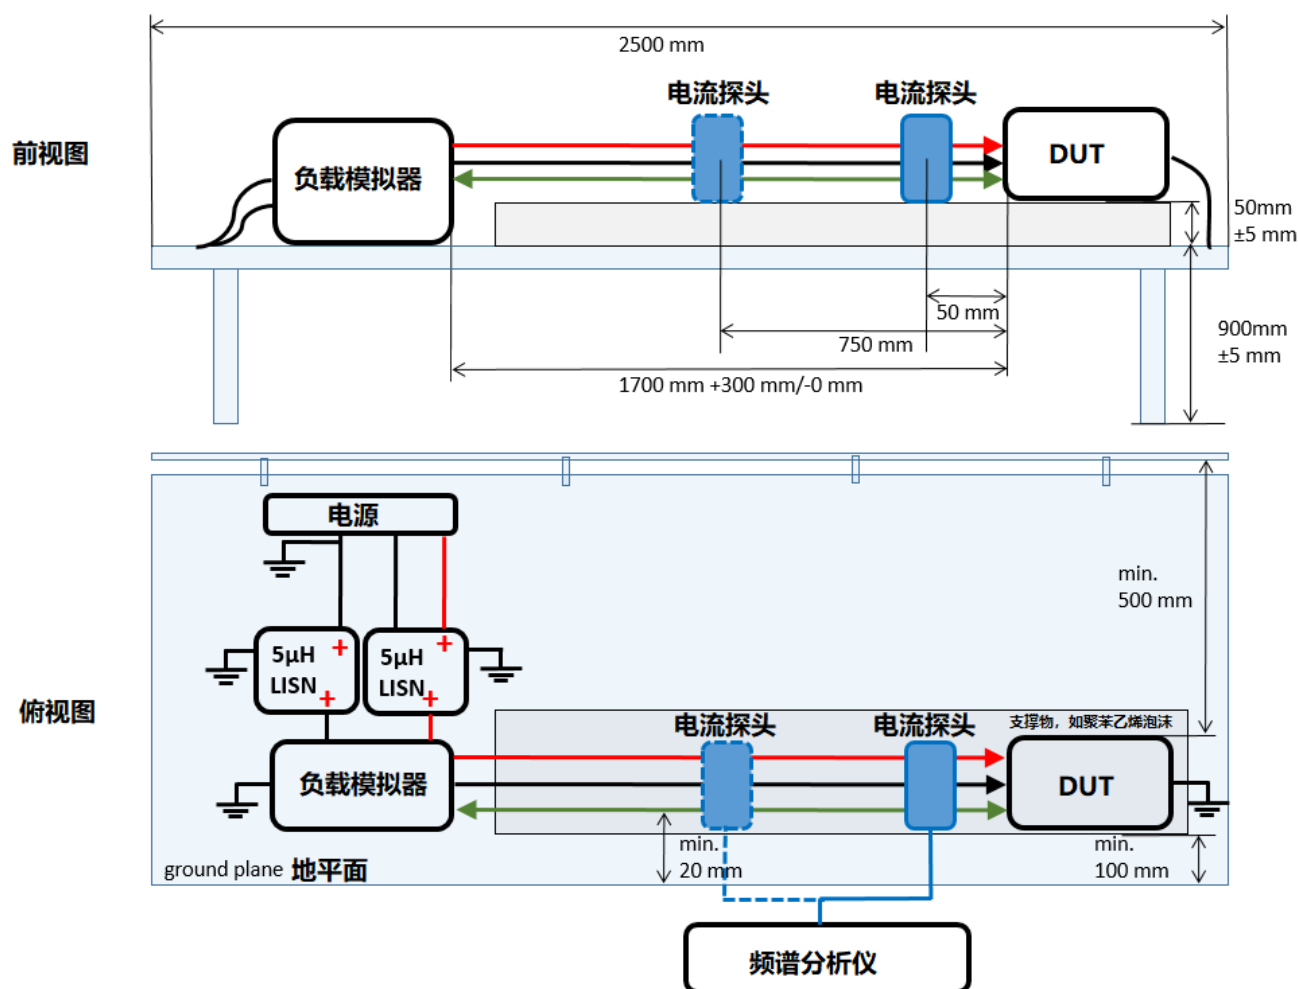 2500 mm
电流探头
电流探头
前视图
负载模拟器
DUT
50mm
±5 mm
50 mm
750 mm
900mm
±5 mm
1700 mm +300 mm/-0 mm
电源
min.
500 mm
5μH
LISN
+
+
5μH
LISN
+
+
俯视图
电流探头
电流探头
支撑物，如聚苯乙烯泡沫
负载模拟器
DUT
min.
20 mm
min.
100 mm
ground plane 地平面
频谱分析仪